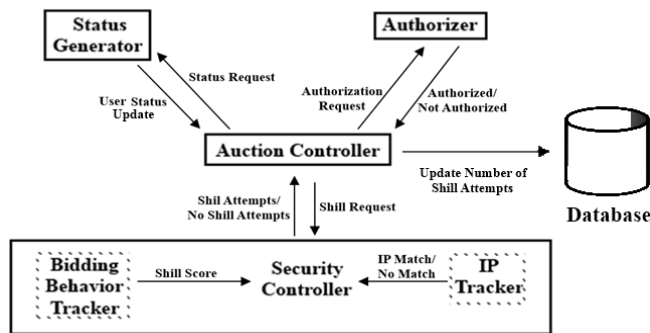 Status
Generator
Authorizer
Status Request
User Status
Update
Authorization
Request
Authorized/
Not Authorized
Auction Controller
Update Number of
Shill Attempts
Database
Shil Attempts/
No Shill Attempts
Shill Request
Bidding
Behavior
Tracker
Shill Score
Security
Controller
IP Match/
No Match
IP
Tracker